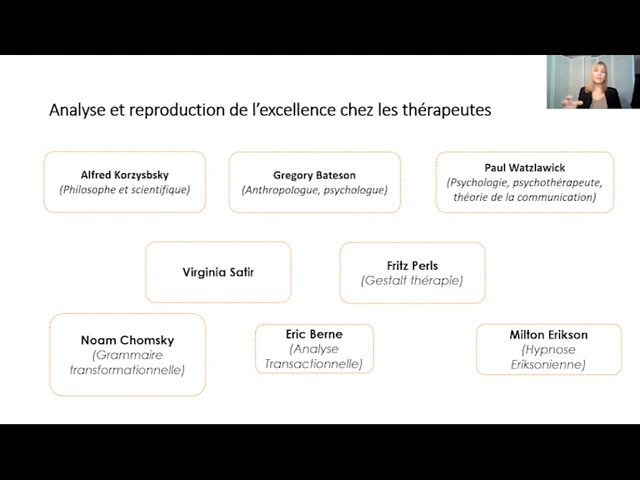 Analyse et reproduction de l’excellence chez les thérapeutes
Alfred Korzysbsky
(Philosophe et scientifique)
Gregory Bateson
(Anthropologue, psychologue)
Paul Watzlawick
(Psychologie, psychothérapeute,
théorie de la communication)
Virginia Satir
Fritz Perls
(Gestalt thérapie)
Noam Chomsky
(Grammaire
transformationnelle)
Eric Berne
(Analyse
Transactionnelle)
Milton Erikson
(Hypnose
Eriksonienne)